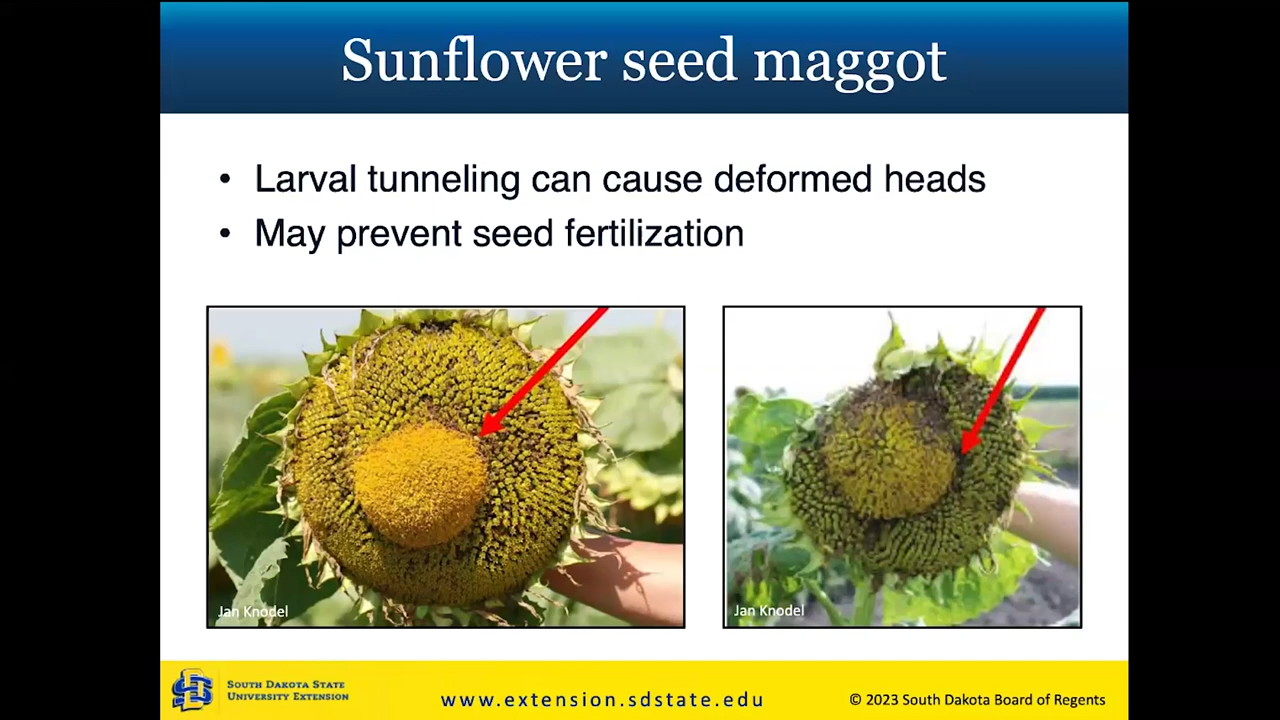 Sunflower seed maggot
• Larval tunneling can cause deformed heads
• May prevent seed fertilization
Jan Knodel
Jan Knodel
SOUTH DAKOTA STATE
UNIVERSITY EXTENSION
www.extension.sdstate.edu
© 2023 South Dakota Board of Regents